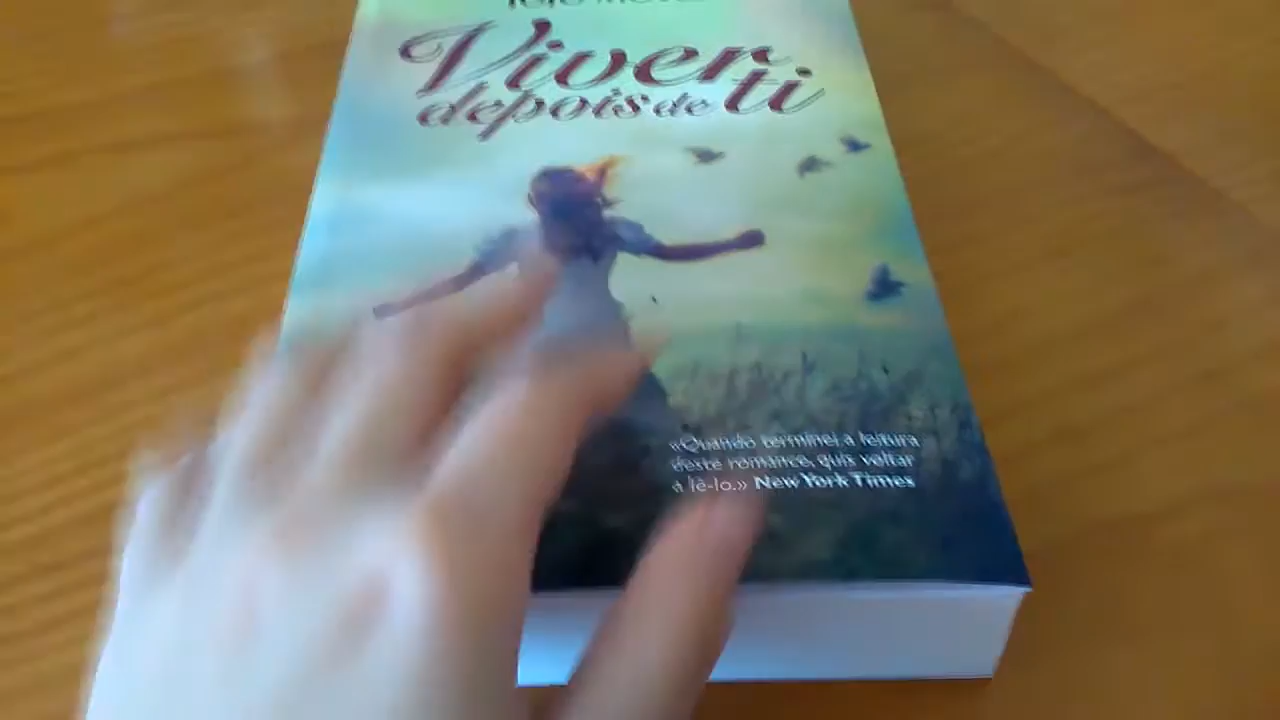 Viver
depois de ti
«Quando terminei a leitura
deste romance, quis voltar
a lê-lo.» New York Times